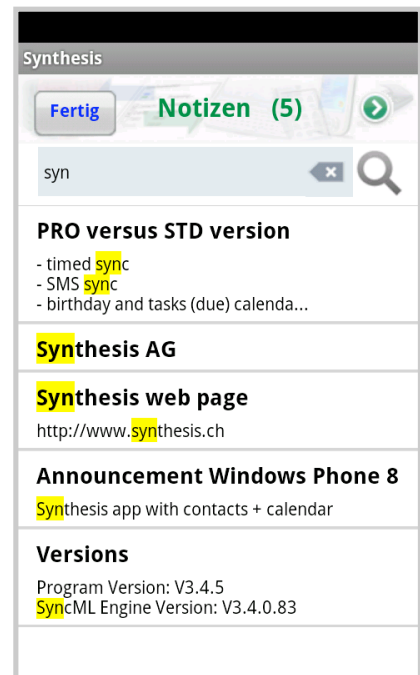 Synthesis
Fertig
Notizen (5)
syn
PRO versus STD version
- timed sync
- SMS sync
- birthday and tasks (due) calenda...
Synthesis AG
Synthesis web page
http://www.synthesis.ch
Announcement Windows Phone 8
Synthesis app with contacts + calendar
Versions
Program Version: V3.4.5
SyncML Engine Version: V3.4.0.83